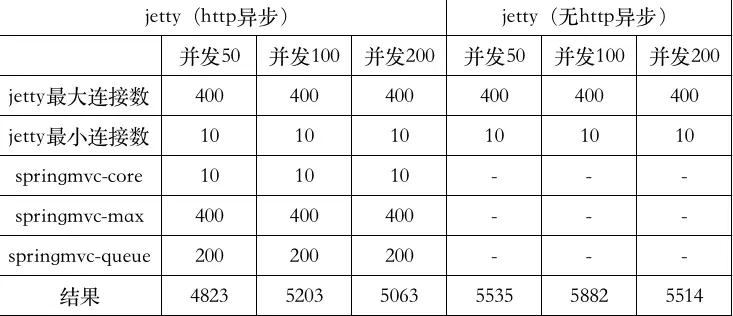 jetty（http异步） jetty（无http异步）
并发50 并发100 并发200 并发50 并发100 并发200
jetty最大连接数 400 400 400 400 400 400
jetty最小连接数 10 10 10 10 10 10
springmvc-core 10 10 10 - - -
springmvc-max 400 400 400 - - -
springmvc-queue 200 200 200 - - -
结果 4823 5203 5063 5535 5882 5514